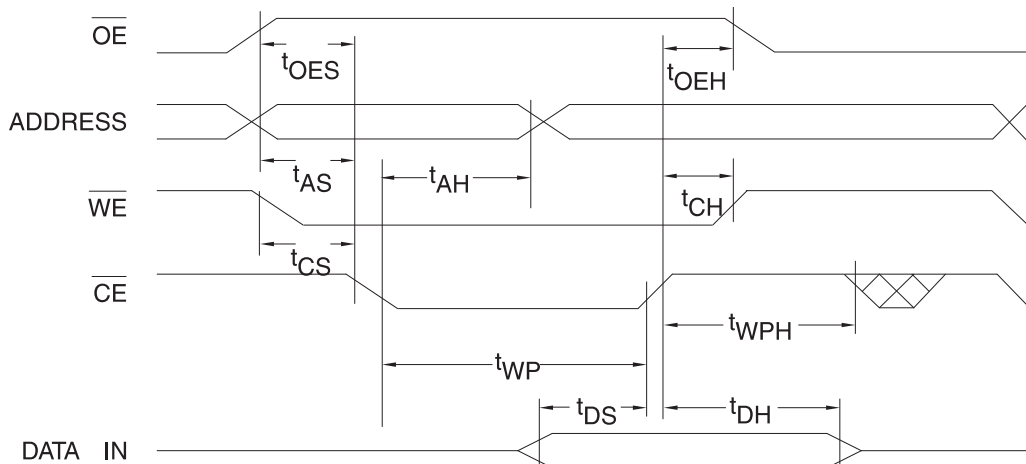 OE
tOES
tOEH
ADDRESS
tAS
tAH
WE
tCH
tCS
CE
tWPH
tWP
tDS
tDH
DATA IN